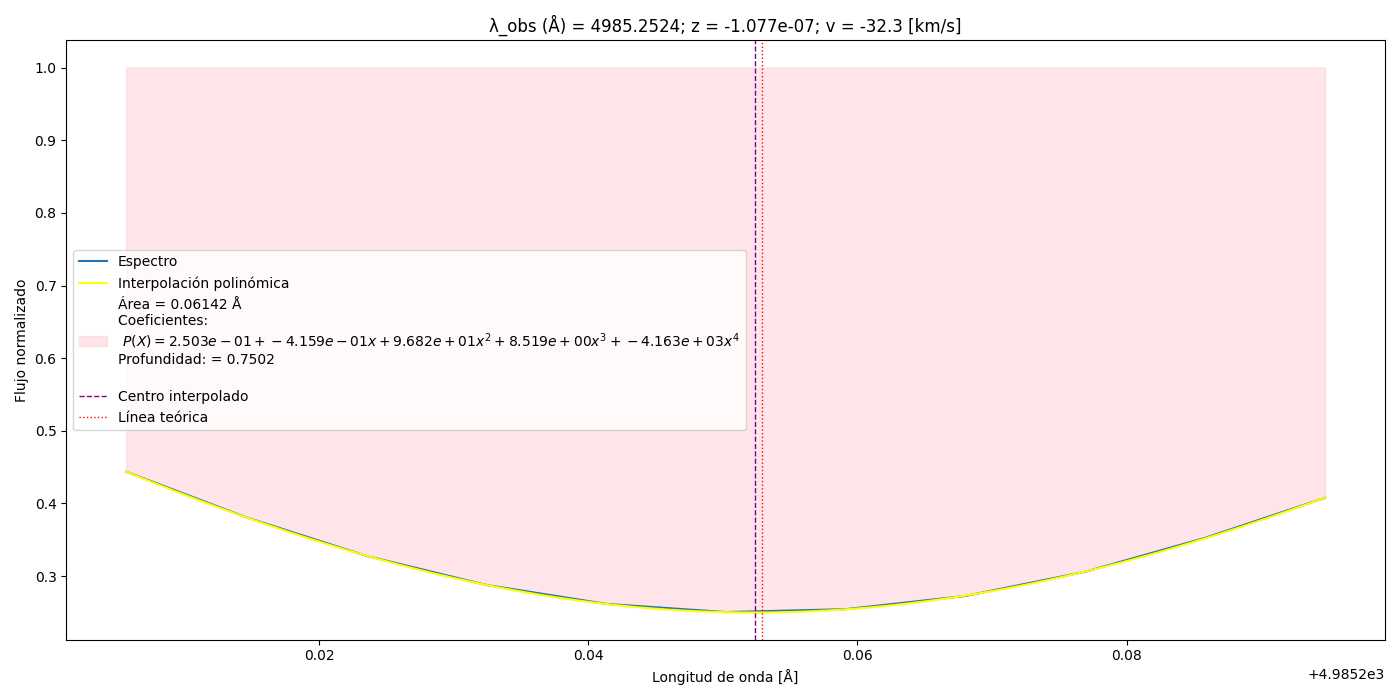 λ_obs (Å) = 4985.2524; z = -1.077e-07; v = -32.3 [km/s]
Flujo normalizado
1.0
0.9
0.8
0.7
0.6
0.5
0.4
0.3
Espectro
Interpolación polinómica
Área = 0.06142 Å
Coeficientes:
P(X) = 2.503e − 01 + −4.159e − 01x + 9.682e + 01x² + 8.519e + 00x³ + −4.163e + 03x⁴
Profundidad: = 0.7502
Centro interpolado
Línea teórica
0.02 0.04 0.06 0.08
+4.9852e3
Longitud de onda [Å]